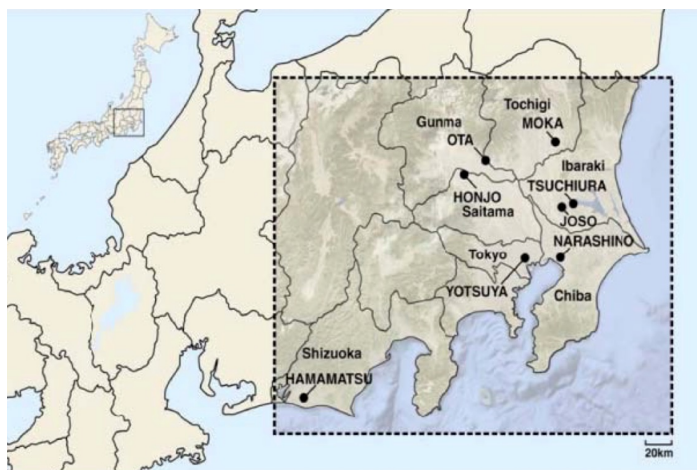 Tochigi
MOKA
Gunma
OTA
Ibaraki
TSUCHIURA
HONJO
Saitama
JOSO
NARASHINO
Tokyo
YOTSUYA
Chiba
Shizuoka
HAMAMATSU
20km